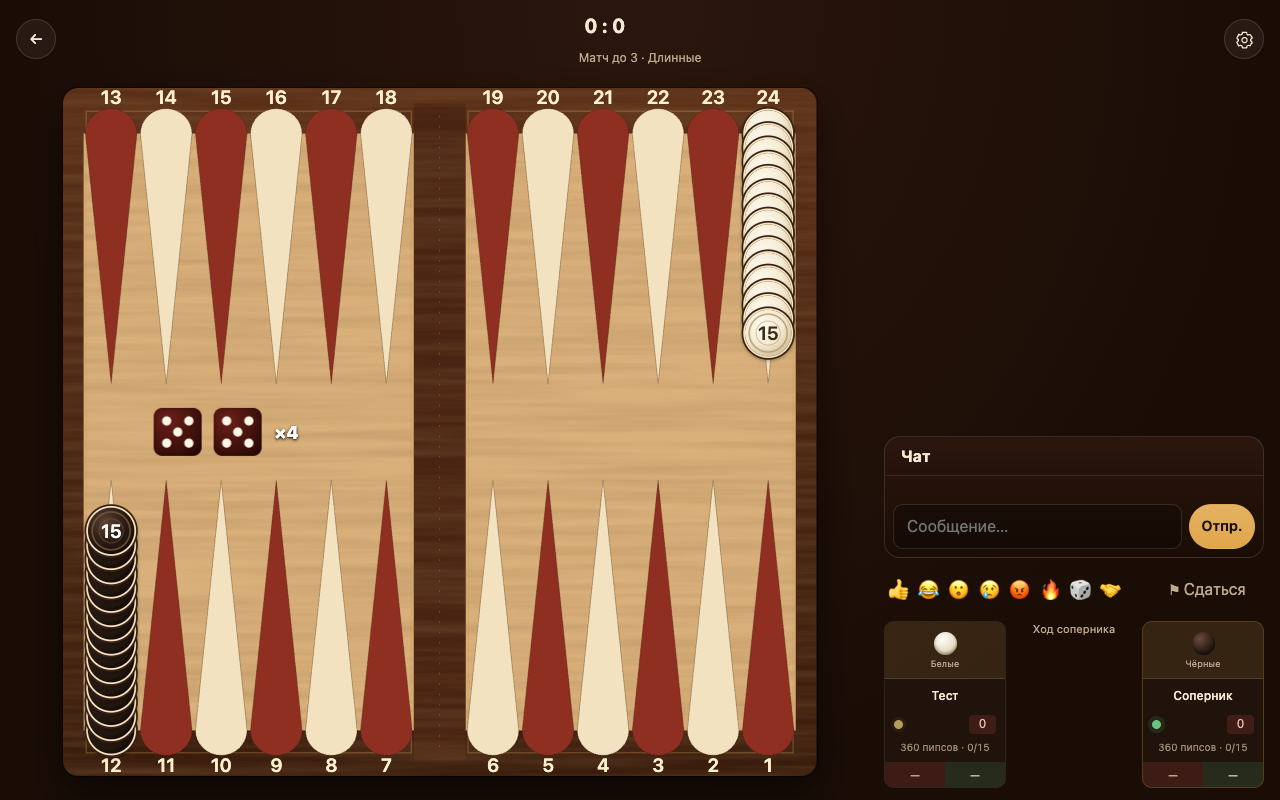 0 : 0
Матч до 3 · Длинные
13 14 15 16 17 18 19 20 21 22 23 24
15
×4
15
12 11 10 9 8 7 6 5 4 3 2 1
Чат
Сообщение...
Отпр.
⚑ Сдаться
Белые
Ход соперника
Чёрные
Тест
Соперник
0
0
360 пипсов · 0/15
360 пипсов · 0/15
– –
– –